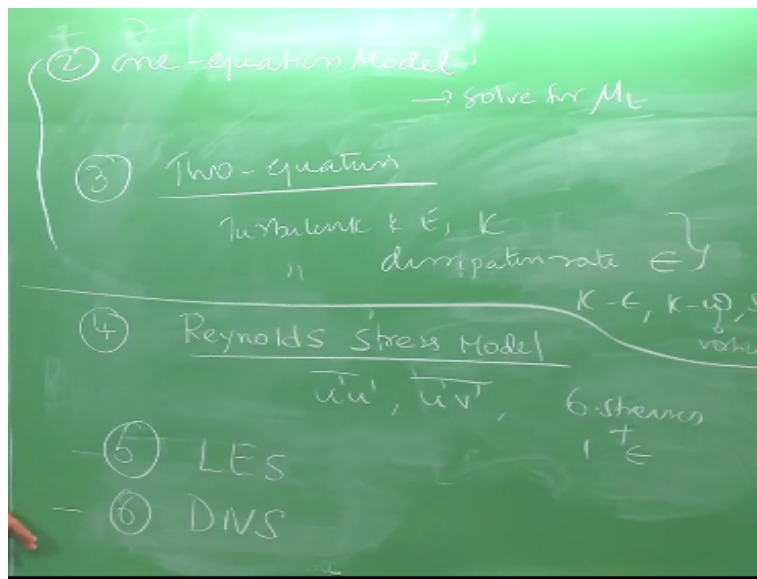 ② One-equation Model
→ solve for μt
③ Two-equation
Turbulent K E, K
" dissipation rate ϵ }
K-ϵ, K-ω, S
④ Reynolds Stress Model
u'u', u'v', 6 stresses
+
1 ϵ
⑤ LES
⑥ DNS